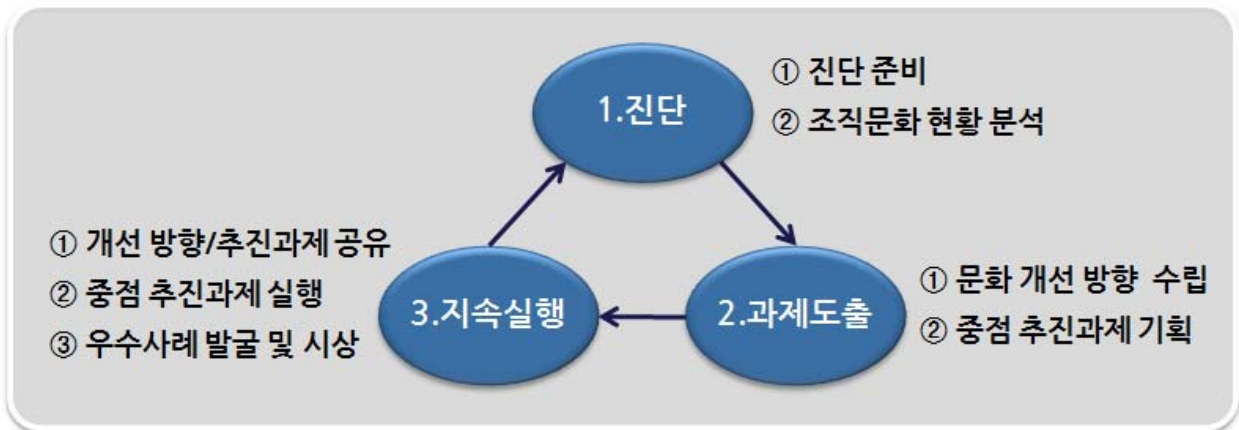 1.진단
① 진단 준비
② 조직문화 현황 분석
2.과제도출
① 문화 개선 방향 수립
② 중점 추진과제 기획
3.지속실행
① 개선 방향/추진과제 공유
② 중점 추진과제 실행
③ 우수사례 발굴 및 시상